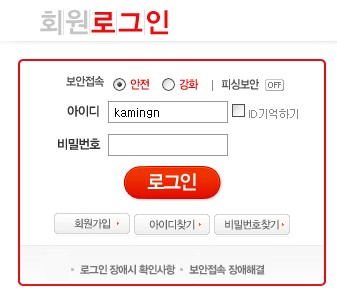 회원로그인
보안접속 안전 강화 | 피싱보안 OFF
아이디 kamingn ID기억하기
비밀번호
로그인
회원가입 아이디찾기 비밀번호찾기
• 로그인 장애시 확인사항 • 보안접속 장애해결